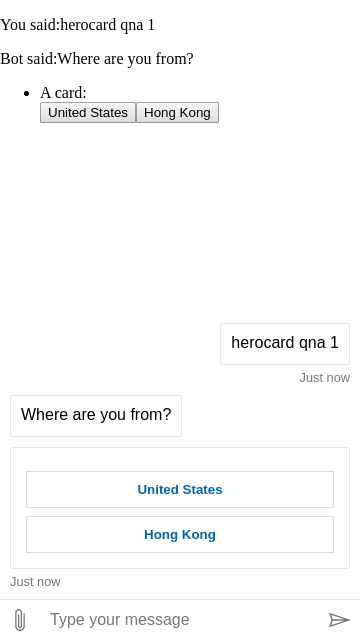 You said:herocard qna 1
Bot said:Where are you from?
A card:
United States Hong Kong
herocard qna 1
Just now
Where are you from?
United States
Hong Kong
Just now
Type your message